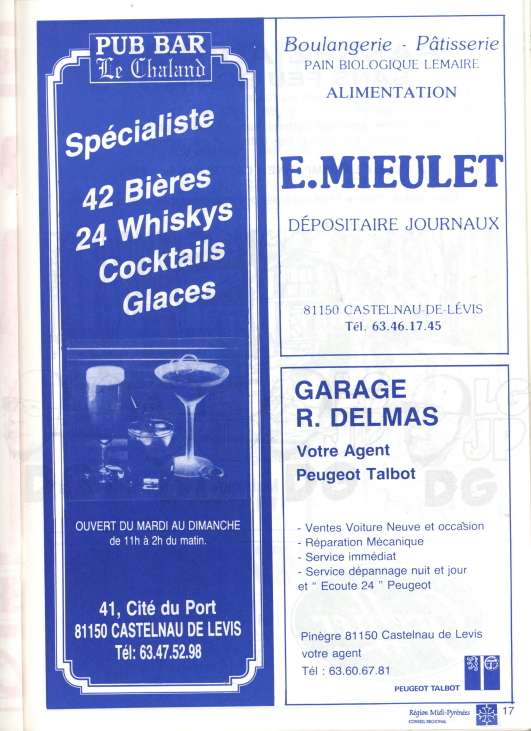 PUB BAR
Le Chaland
Spécialiste
42 Bières
24 Whiskys
Cocktails
Glaces
OUVERT DU MARDI AU DIMANCHE
de 11h à 2h du matin.
41, Cité du Port
81150 CASTELNAU DE LEVIS
Tél: 63.47.52.98
Boulangerie - Pâtisserie
PAIN BIOLOGIQUE LEMAIRE
ALIMENTATION
E.MIEULET
DÉPOSITAIRE JOURNAUX
81150 CASTELNAU-DE-LÉVIS
Tél. 63.46.17.45
GARAGE
R. DELMAS
Votre Agent
Peugeot Talbot
- Ventes Voiture Neuve et occasion
- Réparation Mécanique
- Service immédiat
- Service dépannage nuit et jour
et " Ecoute 24 " Peugeot
Pinègre 81150 Castelnau de Levis
votre agent
Tél : 63.60.67.81
PEUGEOT TALBOT
Région Midi-Pyrénées
CONSEIL REGIONAL
17
LG
JD
DG